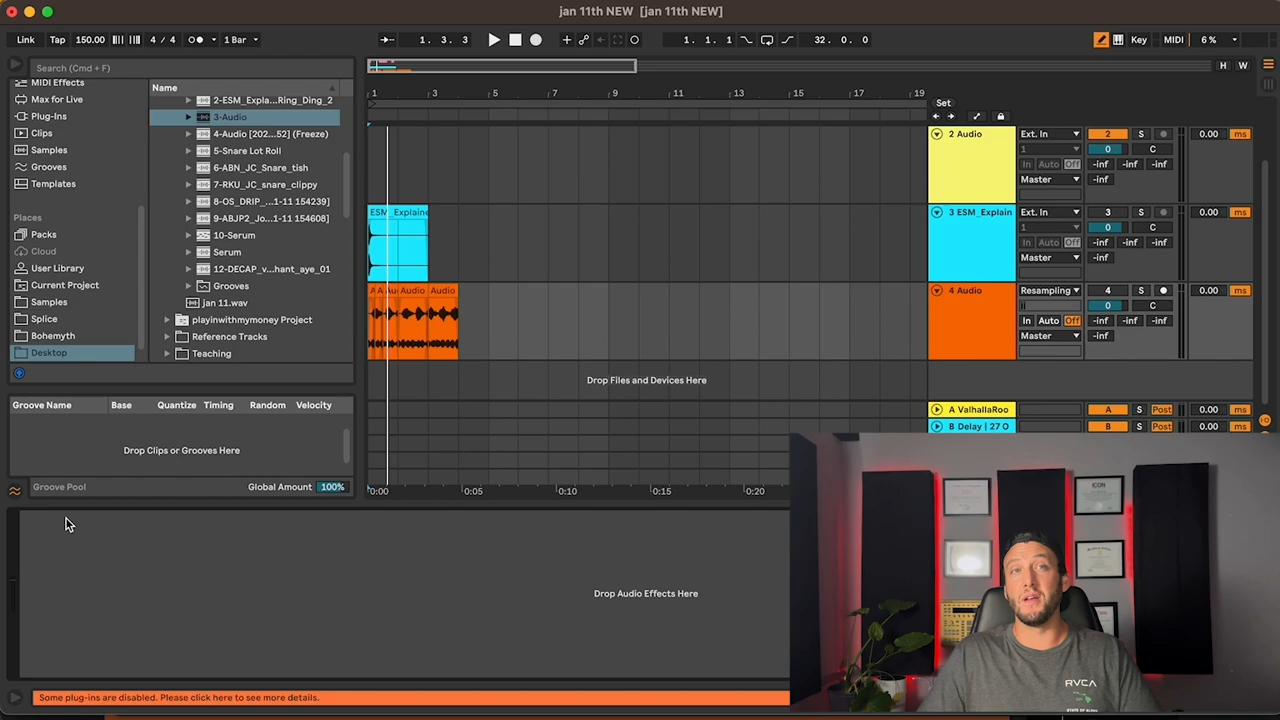 jan 11th NEW [jan 11th NEW]
Link Tap 150.00 4 / 4 1 Bar 1. 3. 3 1. 1. 1 32. 0. 0 Key MIDI 6 %
Search (Cmd + F)
H W
MIDI Effects
Max for Live
Plug-Ins
Clips
Samples
Grooves
Templates
Places
Packs
Cloud
User Library
Current Project
Samples
Splice
Bohemyth
Desktop
Name
2-ESM_Expla...Ring_Ding_2
3-Audio
4-Audio [202...52] (Freeze)
5-Snare Lot Roll
6-ABN_JC_Snare_tish
7-RKU_JC_snare_clippy
8-OS_DRIP_...1-11 154239]
9-ABJP2_Jo...1-11 154608]
10-Serum
Serum
12-DECAP_v...hant_aye_01
Grooves
jan 11.wav
playinwithmymoney Project
Reference Tracks
Teaching
Groove Name Base Quantize Timing Random Velocity
Drop Clips or Grooves Here
Groove Pool Global Amount 100%
1 3 5 7 9 11 13 15 17 19
Set
ESM_Explaine
Audio Audio
Drop Files and Devices Here
0:00 0:05 0:10 0:15 0:20
2 Audio Ext. In 2 S 0.00 ms
1 0 C
In Auto Off -inf -inf -inf
Master -inf
3 ESM_Explain Ext. In 3 S 0.00 ms
1 0 C
In Auto Off -inf -inf -inf
Master -inf
4 Audio Resampling 4 S 0.00 ms
0 C
In Auto Off -inf -inf -inf
Master -inf
A ValhallaRoo A S Post 0.00 ms
B Delay | 27 O B S Post 0.00 ms
Drop Audio Effects Here
Some plug-ins are disabled. Please click here to see more details.
ICON
RVCA